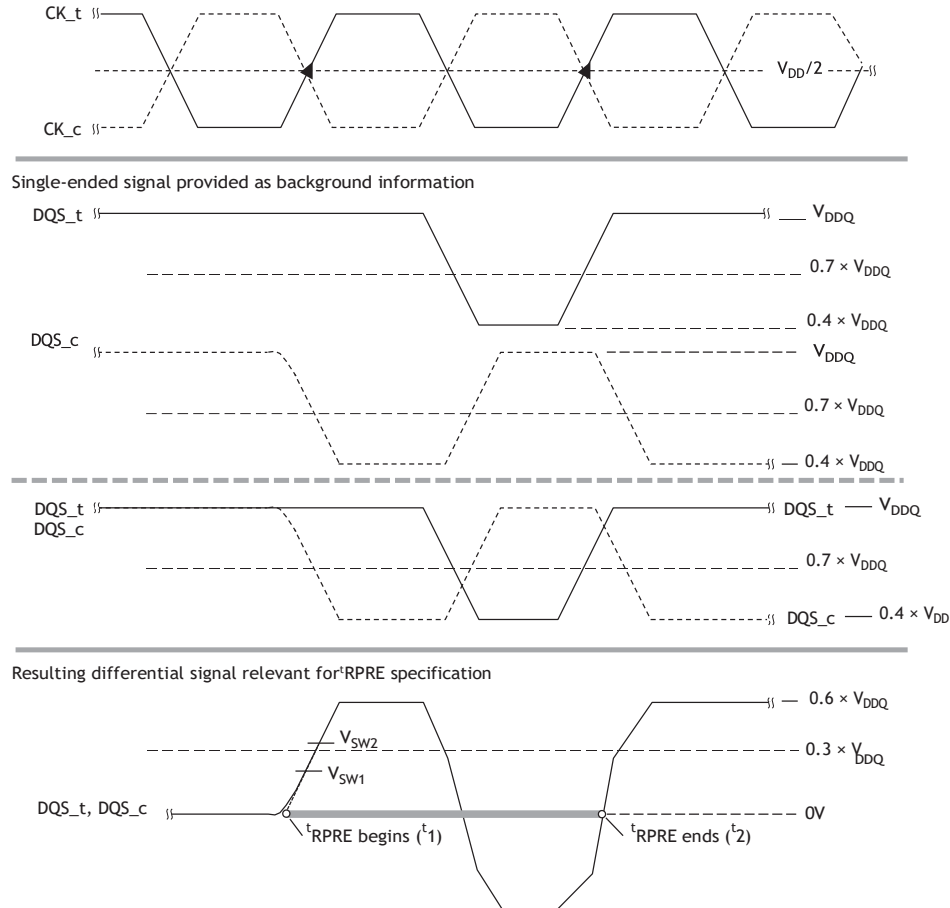 CK_t
V_DD/2
CK_c
Single-ended signal provided as background information
DQS_t
V_DDQ
0.7 × V_DDQ
0.4 × V_DDQ
DQS_c
V_DDQ
0.7 × V_DDQ
0.4 × V_DDQ
DQS_t
DQS_c
DQS_t V_DDQ
0.7 × V_DDQ
DQS_c 0.4 × V_DD
Resulting differential signal relevant for ^tRPRE specification
0.6 × V_DDQ
V_SW2
0.3 × V_DDQ
V_SW1
DQS_t, DQS_c
0V
^tRPRE begins (^t1)
^tRPRE ends (^t2)